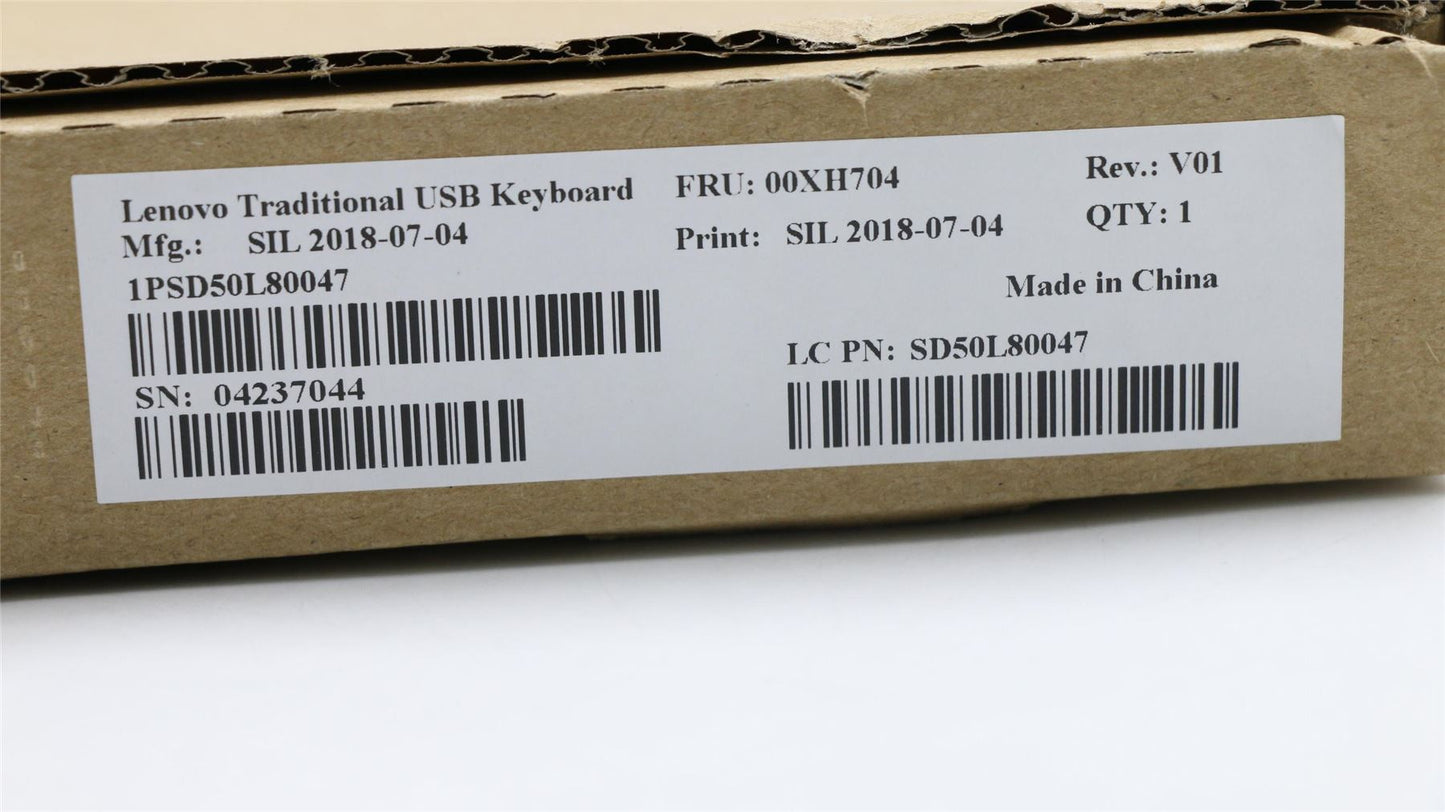 Lenovo Traditional USB Keyboard FRU: 00XH704 Rev.: V01
Mfg.: SIL 2018-07-04 Print: SIL 2018-07-04 QTY: 1
1PSD50L80047
Made in China
SN: 04237044
LC PN: SD50L80047